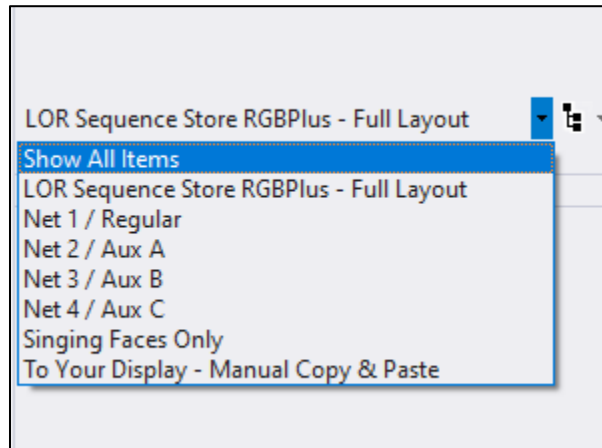 LOR Sequence Store RGBPlus - Full Layout
Show All Items
LOR Sequence Store RGBPlus - Full Layout
Net 1 / Regular
Net 2 / Aux A
Net 3 / Aux B
Net 4 / Aux C
Singing Faces Only
To Your Display - Manual Copy & Paste